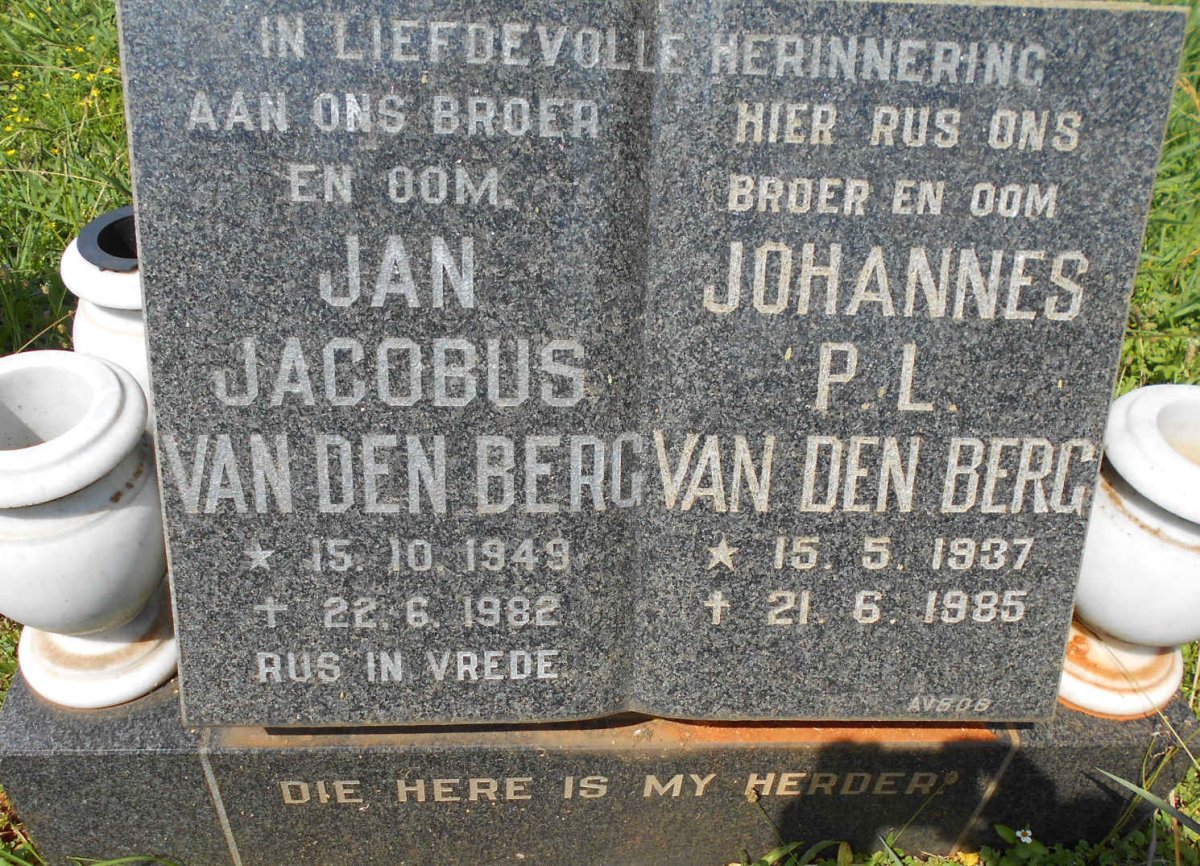 IN LIEFDEVOLLE HERINNERING
AAN ONS BROER
EN OOM.
JAN
JACOBUS
VAN DEN BERG
★ 15. 10. 1949
✝ 22. 6. 1982
RUS IN VREDE
HIER RUS ONS
BROER EN OOM
JOHANNES
P. L.
VAN DEN BERG
★ 15. 5. 1937
✝ 21. 6. 1985
AVBOB
DIE HERE IS MY HERDER.